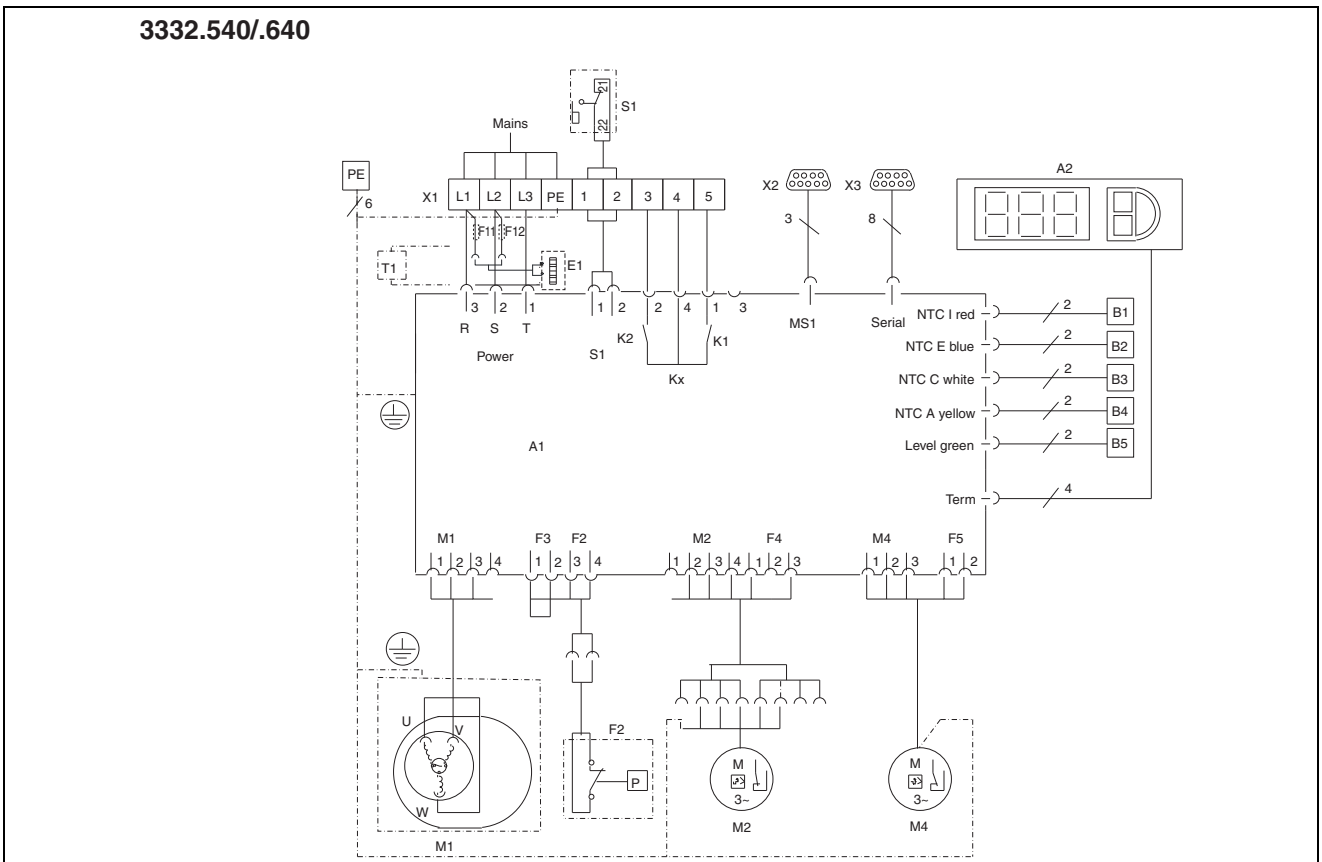 3332.540/.640
21
22
S1
Mains
PE
6
X1 L1 L2 L3 PE 1 2 3 4 5
X2
X3
A2
3
8
F11 F12
T1
E1
3 2 1
1 2
2 4 1 3
R S T
K2
K1
MS1
Serial
Power
S1
Kx
NTC I red 2 B1
NTC E blue 2 B2
NTC C white 2 B3
NTC A yellow 2 B4
Level green 2 B5
A1
Term 4
M1 F3 F2 M2 F4 M4 F5
1 2 3 4 1 2 3 4 1 2 3 4 1 2 3 1 2 3 1 2
U
V
W
M1
F2
P
M
3~
M2
M
3~
M4